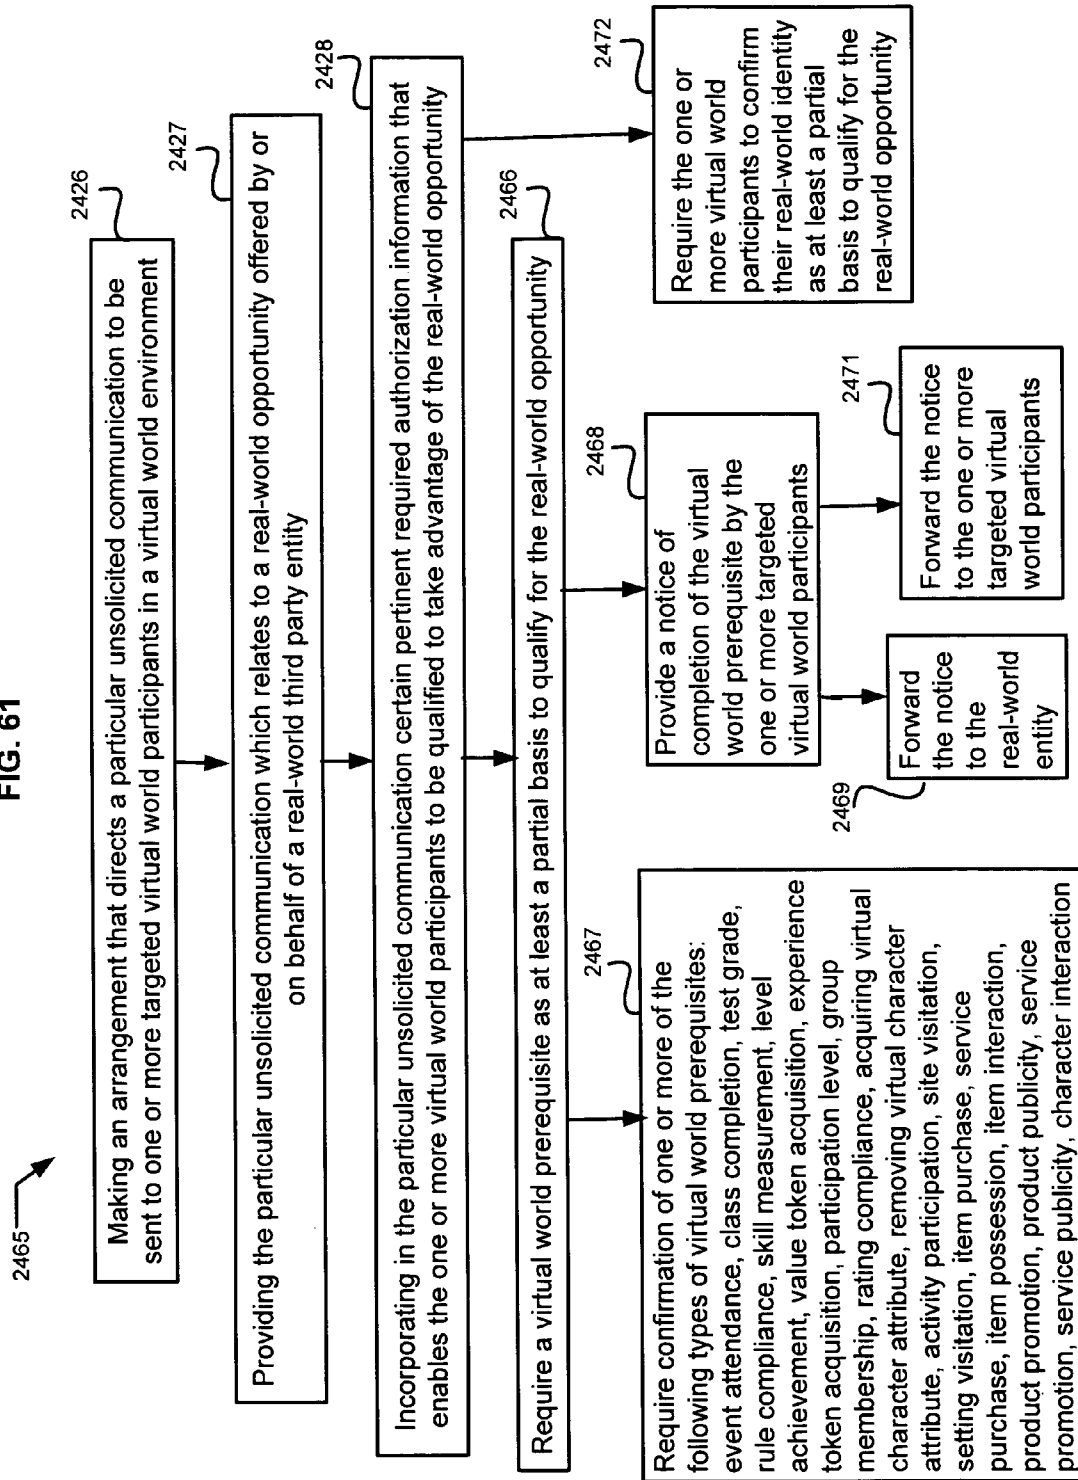 FIG. 61
2465
2426
Making an arrangement that directs a particular unsolicited communication to be
sent to one or more targeted virtual world participants in a virtual world environment
2427
Providing the particular unsolicited communication which relates to a real-world opportunity offered by or
on behalf of a real-world third party entity
2428
Incorporating in the particular unsolicited communication certain pertinent required authorization information that
enables the one or more virtual world participants to be qualified to take advantage of the real-world opportunity
2466
Require a virtual world prerequisite as at least a partial basis to qualify for the real-world opportunity
2467
Require confirmation of one or more of the
following types of virtual world prerequisites:
event attendance, class completion, test grade,
rule compliance, skill measurement, level
achievement, value token acquisition, experience
token acquisition, participation level, group
membership, rating compliance, acquiring virtual
character attribute, removing virtual character
attribute, activity participation, site visitation,
setting visitation, item purchase, service
purchase, item possession, item interaction,
product promotion, product publicity, service
promotion, service publicity, character interaction
2468
Provide a notice of
completion of the virtual
world prerequisite by the
one or more targeted
virtual world participants
2469
Forward
the notice
to the
real-world
entity
2471
Forward the notice
to the one or more
targeted virtual
world participants
2472
Require the one or
more virtual world
participants to confirm
their real-world identity
as at least a partial
basis to qualify for the
real-world opportunity